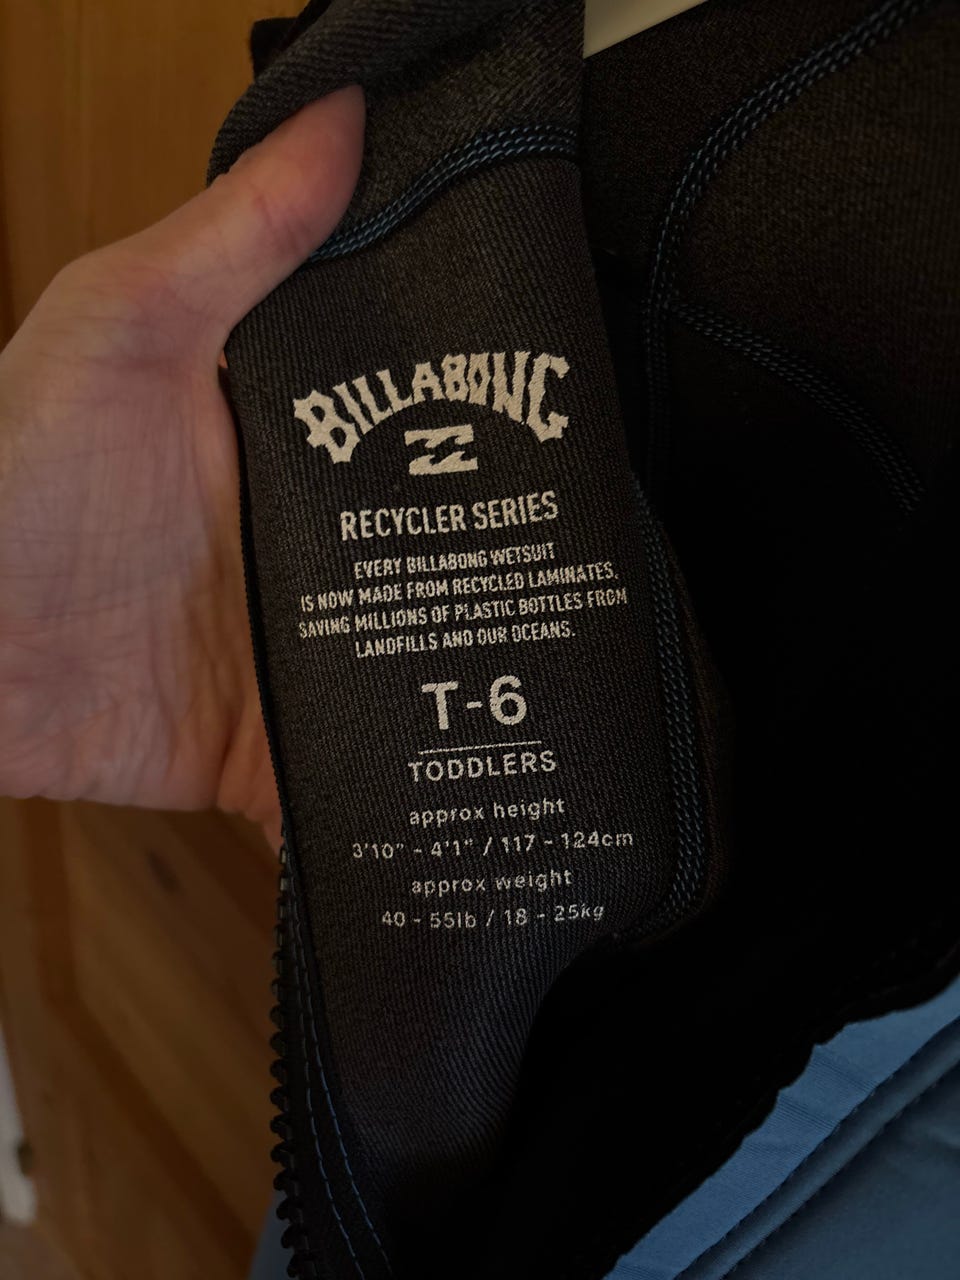 BILLABONG
RECYCLER SERIES
EVERY BILLABONG WETSUIT
IS NOW MADE FROM RECYCLED LAMINATES,
SAVING MILLIONS OF PLASTIC BOTTLES FROM
LANDFILLS AND OUR OCEANS.
T-6
TODDLERS
approx height
3'10" - 4'1" / 117 - 124cm
approx weight
40 - 55lb / 18 - 25kg